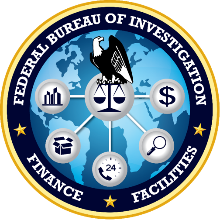 FEDERAL BUREAU OF INVESTIGATION
$
24
FINANCE
FACILITIES